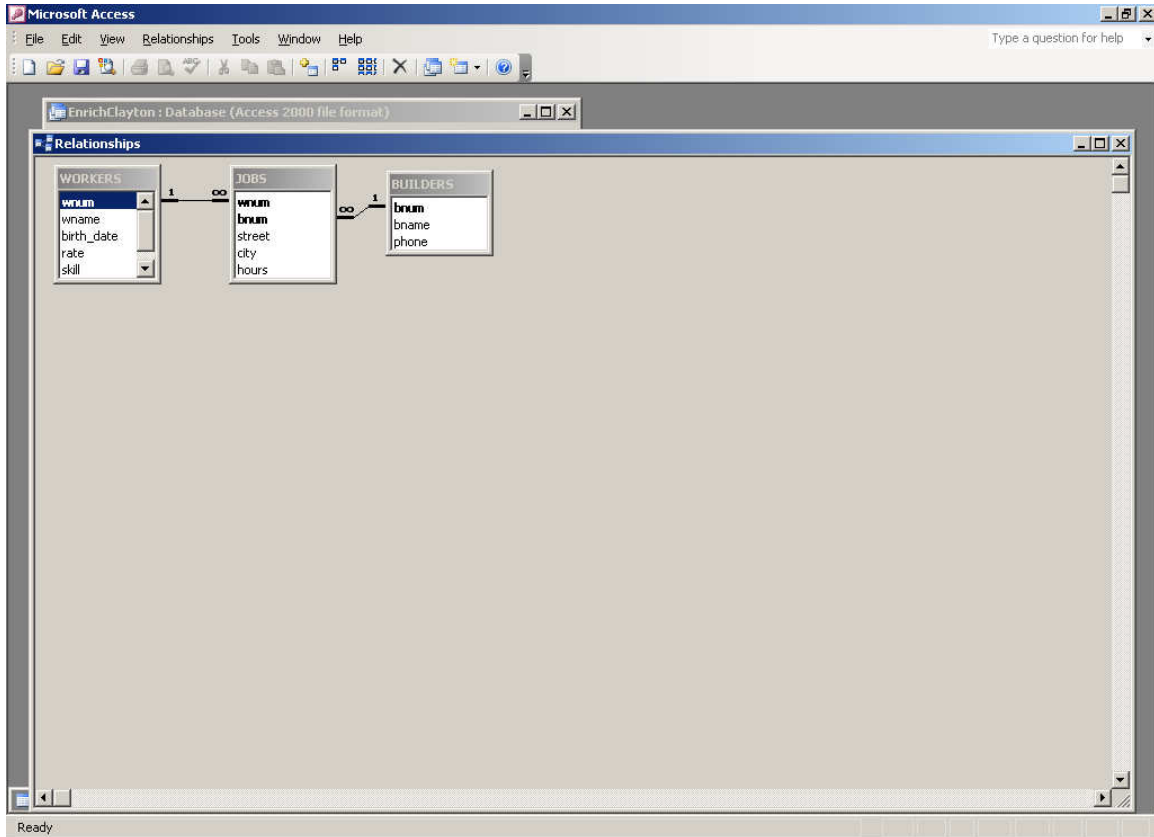 Microsoft Access
File Edit View Relationships Tools Window Help
Type a question for help
EnrichClayton : Database (Access 2000 file format)
Relationships
WORKERS
wnum
wname
birth_date
rate
skill
1 ∞
JOBS
wnum
bnum
street
city
hours
∞ 1
BUILDERS
bnum
bname
phone
Ready